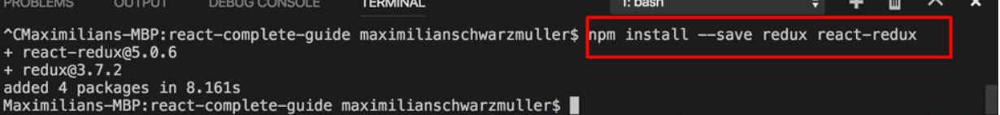 PROBLEMS OUTPUT DEBUG CONSOLE TERMINAL 1: bash
^CMaximilians-MBP:react-complete-guide maximilianschwarzmuller$ npm install --save redux react-redux
+ react-redux@5.0.6
+ redux@3.7.2
added 4 packages in 8.161s
Maximilians-MBP:react-complete-guide maximilianschwarzmuller$